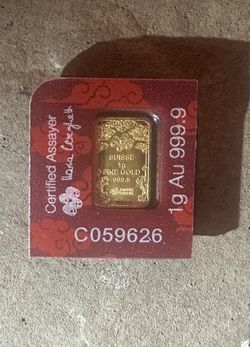 Certified Assayer
1g Au 999.9
SUISSE
1g
FINE GOLD
999.9
C059626